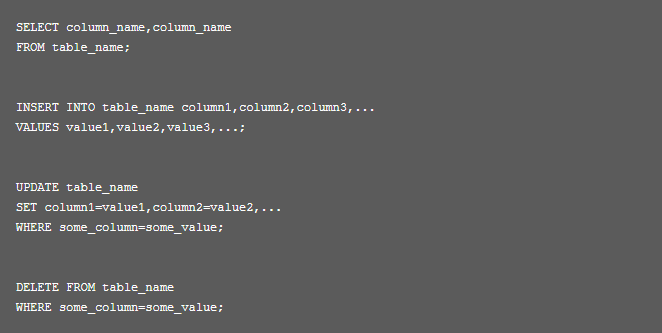 SELECT column_name,column_name
FROM table_name;
INSERT INTO table_name column1,column2,column3,...
VALUES value1,value2,value3,...;
UPDATE table_name
SET column1=value1,column2=value2,...
WHERE some_column=some_value;
DELETE FROM table_name
WHERE some_column=some_value;